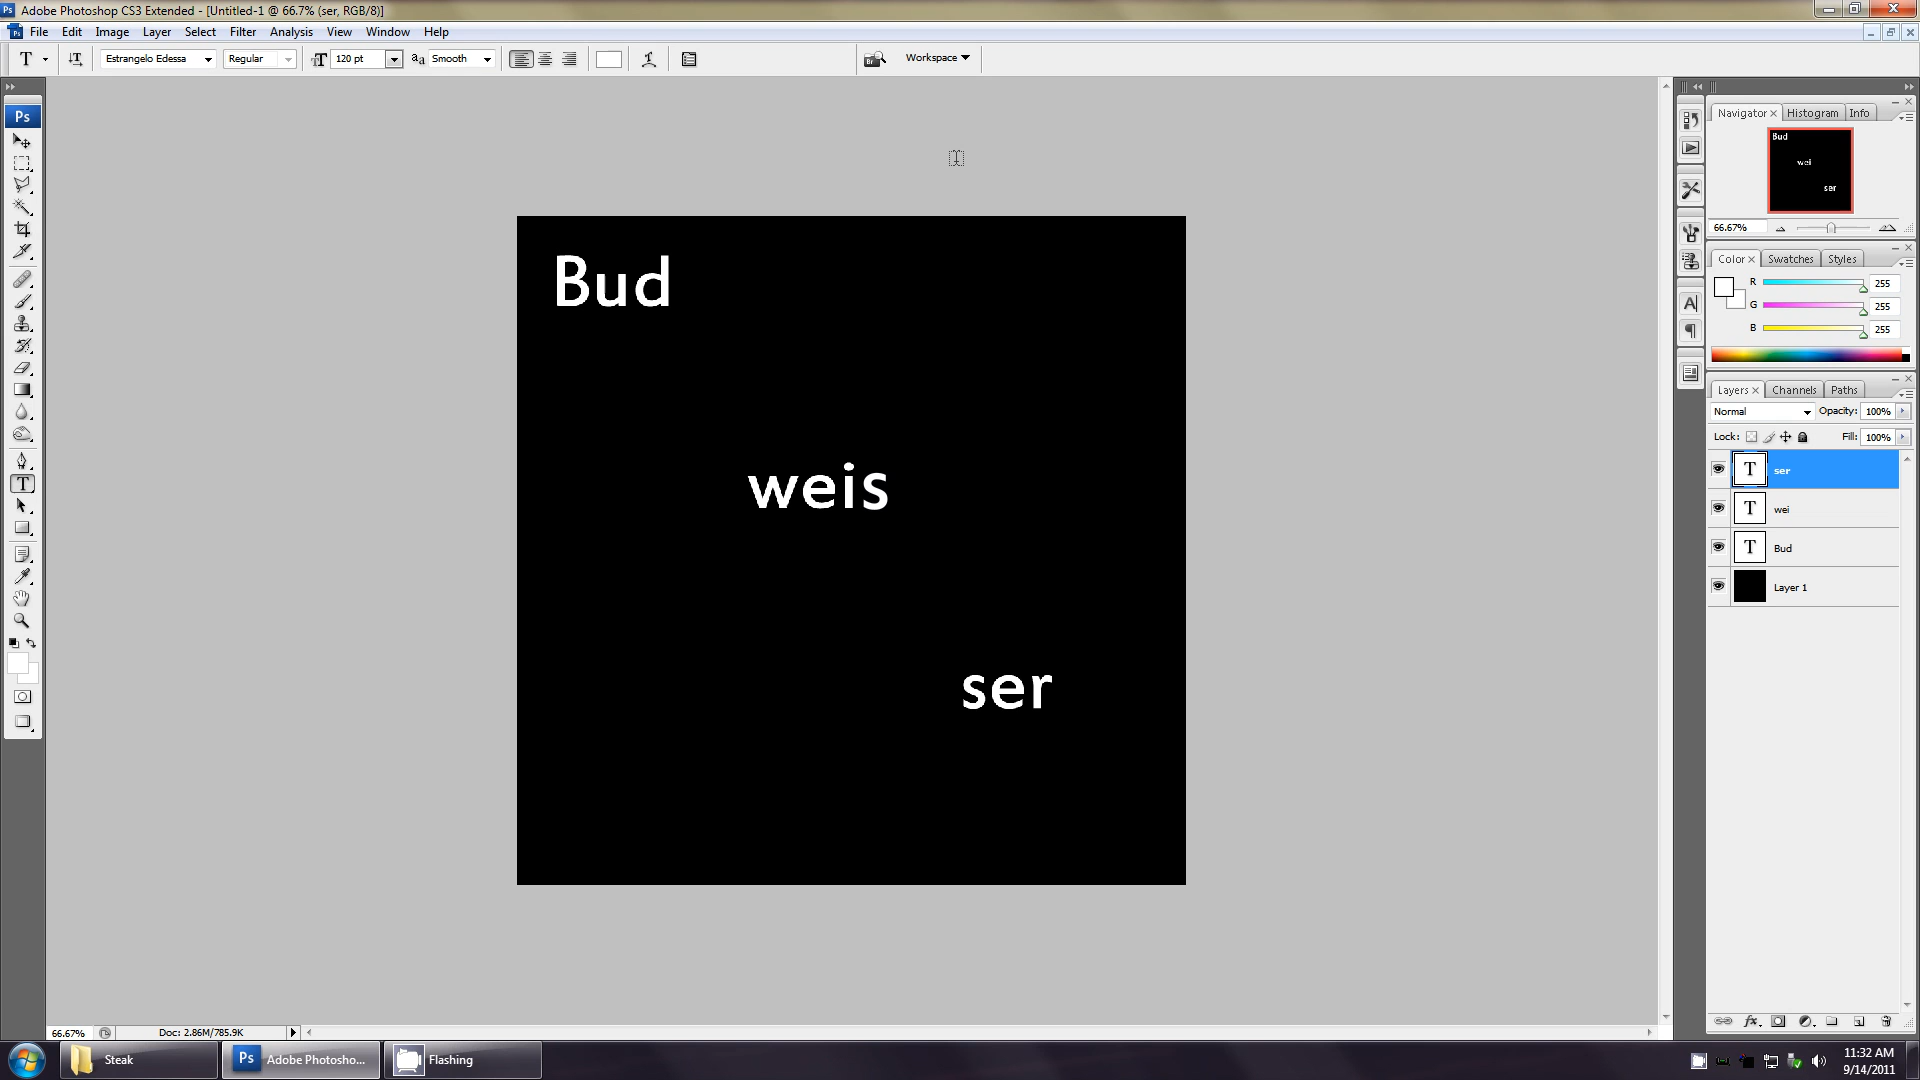 Adobe Photoshop CS3 Extended - [Untitled-1 @ 66.7% (ser, RGB/8)]
File Edit Image Layer Select Filter Analysis View Window Help
Estrangelo Edessa Regular 120 pt Smooth Workspace
Ps
Navigator Histogram Info
Bud
wei
ser
66.67%
Color Swatches Styles
R 255
G 255
B 255
Layers Channels Paths
Normal Opacity: 100%
Lock: Fill: 100%
T ser
T wei
T Bud
Layer 1
Bud
weis
ser
66.67% Doc: 2.86M/785.9K
Steak
Ps Adobe Photosho...
Flashing
11:32 AM
9/14/2011